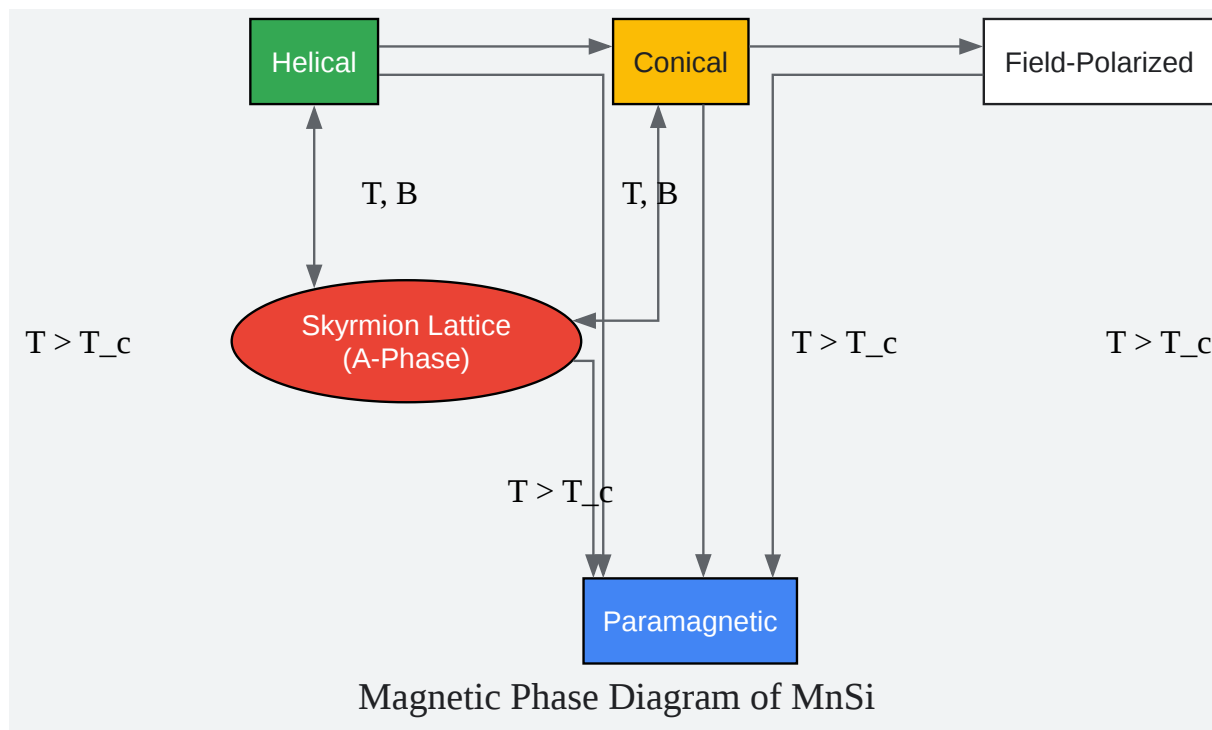 Helical
Conical
Field-Polarized
T, B
T, B
Skyrmion Lattice
(A-Phase)
T > T_c
T > T_c
T > T_c
T > T_c
Paramagnetic
Magnetic Phase Diagram of MnSi